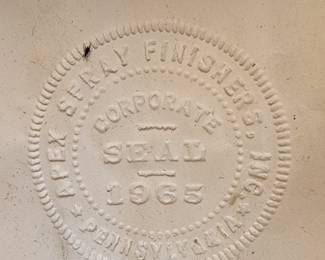 APEX SPRAY FINISHERS, INC.
★ PENNSYLVANIA ★
CORPORATE
SEAL
1965